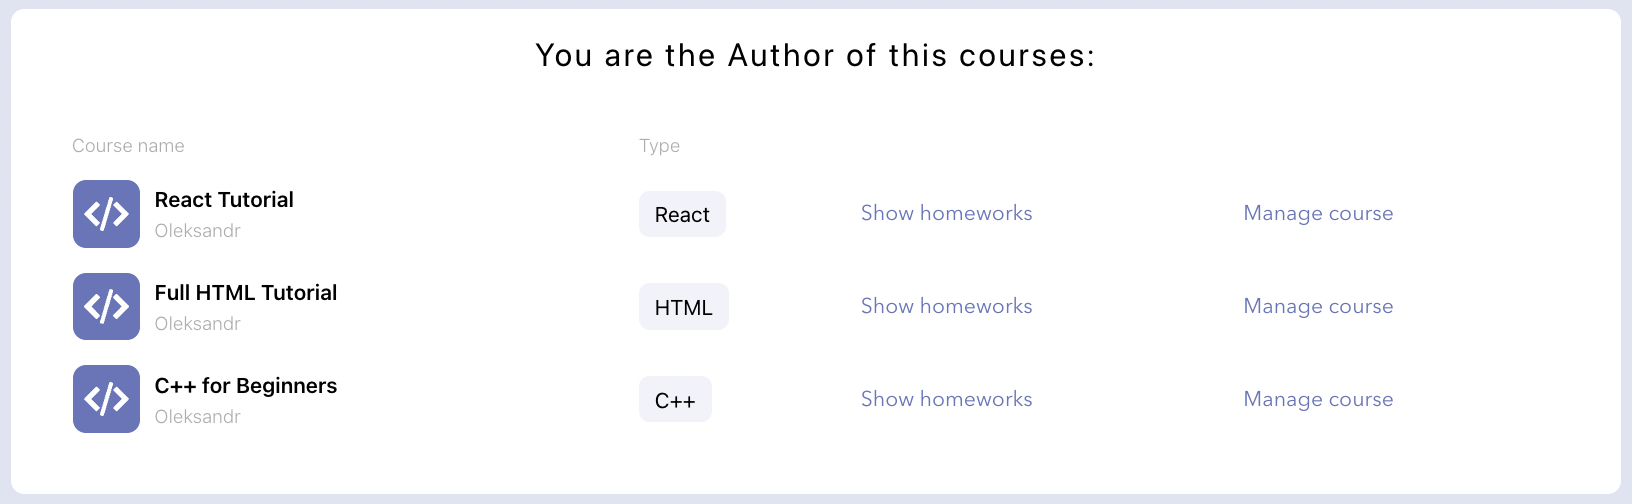 You are the Author of this courses:
Course name Type
React Tutorial
Oleksandr
React Show homeworks Manage course
Full HTML Tutorial
Oleksandr
HTML Show homeworks Manage course
C++ for Beginners
Oleksandr
C++ Show homeworks Manage course